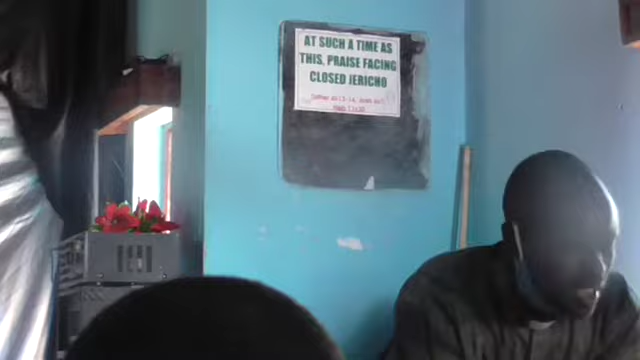 AT SUCH A TIME AS
THIS, PRAISE FACING
CLOSED JERICHO